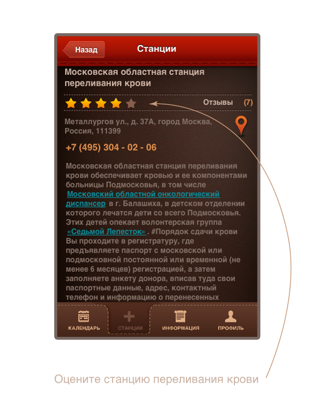 Назад
Станции
Московская областная станция
переливания крови
Отзывы (7)
Металлургов ул., д. 37А, город Москва,
Россия, 111399
+7 (495) 304 - 02 - 06
Московская областная станция переливания
крови обеспечивает кровью и ее компонентами
больницы Подмосковья, в том числе
Московский областной онкологический
диспансер в г. Балашиха, в детском отделении
которого лечатся дети со всего Подмосковья.
Этих детей опекает волонтерская группа
«Седьмой Лепесток» . #Порядок сдачи крови
Вы проходите в регистратуру, где
предъявляете паспорт с московской или
подмосковной постоянной или временной (не
менее 6 месяцев) регистрацией, а затем
заполняете анкету донора, вписав туда свои
паспортные данные, адрес, контактный
телефон и информацию о перенесенных
КАЛЕНДАРЬ СТАНЦИИ ИНФОРМАЦИЯ ПРОФИЛЬ
Оцените станцию переливания крови